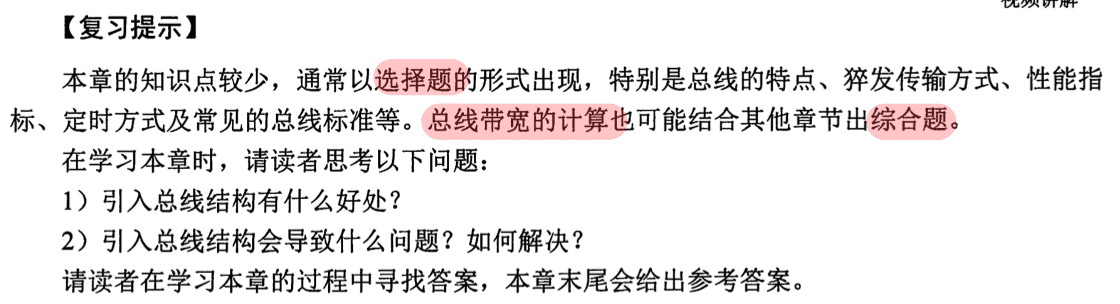 视频讲解
【复习提示】
本章的知识点较少，通常以选择题的形式出现，特别是总线的特点、猝发传输方式、性能指
标、定时方式及常见的总线标准等。总线带宽的计算也可能结合其他章节出综合题。
在学习本章时，请读者思考以下问题：
1）引入总线结构有什么好处？
2）引入总线结构会导致什么问题？如何解决？
请读者在学习本章的过程中寻找答案，本章末尾会给出参考答案。